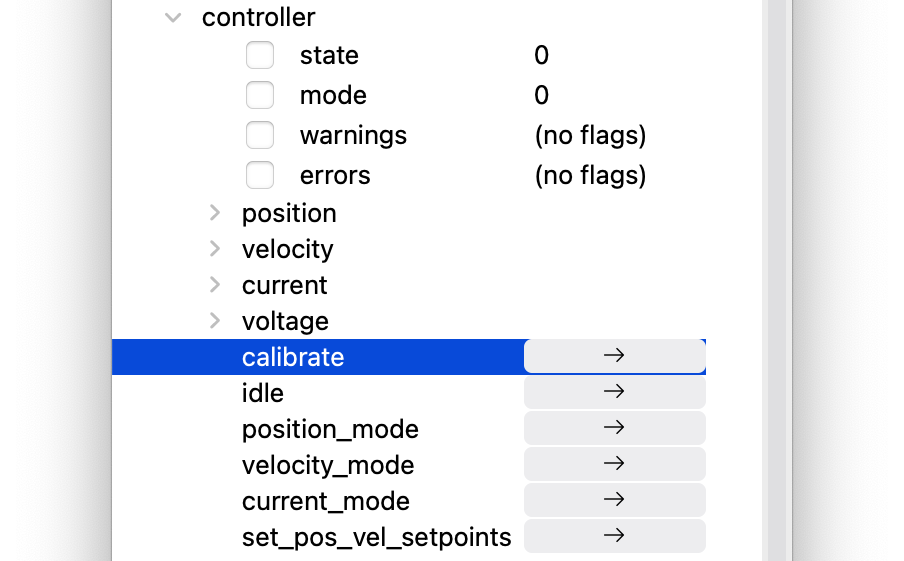 controller
state 0
mode 0
warnings (no flags)
errors (no flags)
position
velocity
current
voltage
calibrate →
idle →
position_mode →
velocity_mode →
current_mode →
set_pos_vel_setpoints →